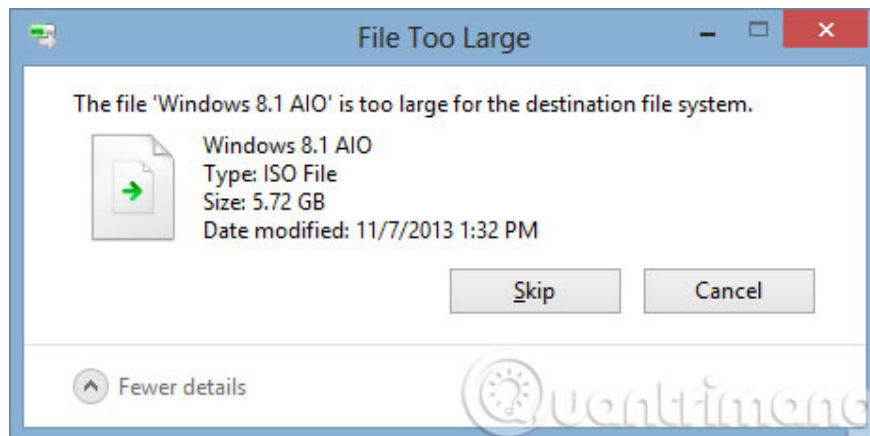 File Too Large
The file 'Windows 8.1 AIO' is too large for the destination file system.
Windows 8.1 AIO
Type: ISO File
Size: 5.72 GB
Date modified: 11/7/2013 1:32 PM
Skip
Cancel
Fewer details
Quantrimang